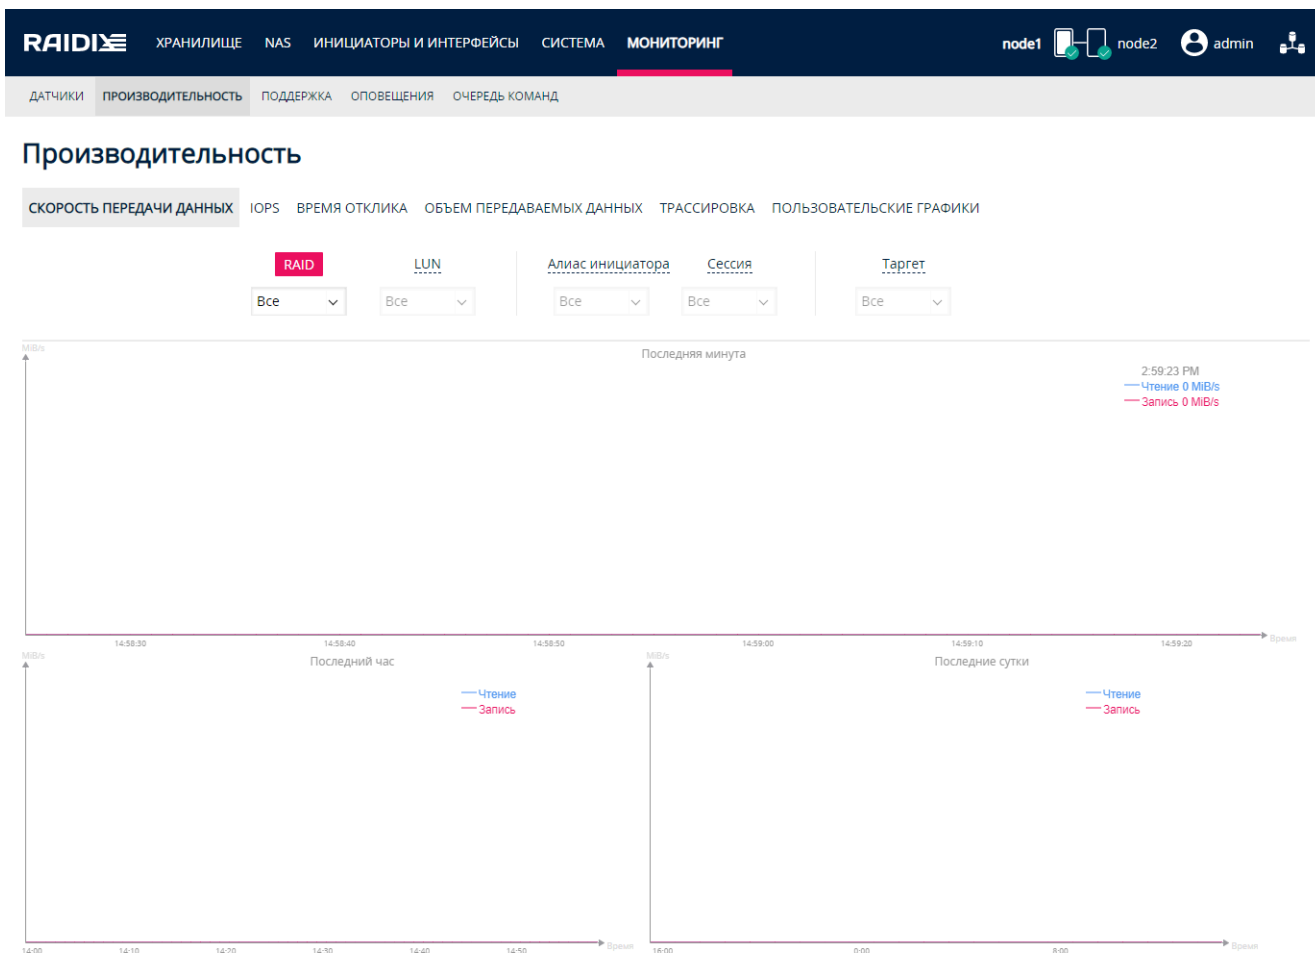 RAIDIX ХРАНИЛИЩЕ NAS ИНИЦИАТОРЫ И ИНТЕРФЕЙСЫ СИСТЕМА МОНИТОРИНГ node1 node2 admin
ДАТЧИКИ ПРОИЗВОДИТЕЛЬНОСТЬ ПОДДЕРЖКА ОПОВЕЩЕНИЯ ОЧЕРЕДЬ КОМАНД
Производительность
СКОРОСТЬ ПЕРЕДАЧИ ДАННЫХ IOPS ВРЕМЯ ОТКЛИКА ОБЪЕМ ПЕРЕДАВАЕМЫХ ДАННЫХ ТРАССИРОВКА ПОЛЬЗОВАТЕЛЬСКИЕ ГРАФИКИ
RAID LUN Алиас инициатора Сессия Таргет
Все Все Все Все Все
MiB/s Последняя минута
2:59:23 PM
Чтение 0 MiB/s
Запись 0 MiB/s
14:58:30 14:58:40 14:58:50 14:59:00 14:59:10 14:59:20 Время
MiB/s Последний час MiB/s Последние сутки
Чтение Чтение
Запись Запись
14:00 14:10 14:20 14:30 14:40 14:50 Время 16:00 0:00 8:00 Время